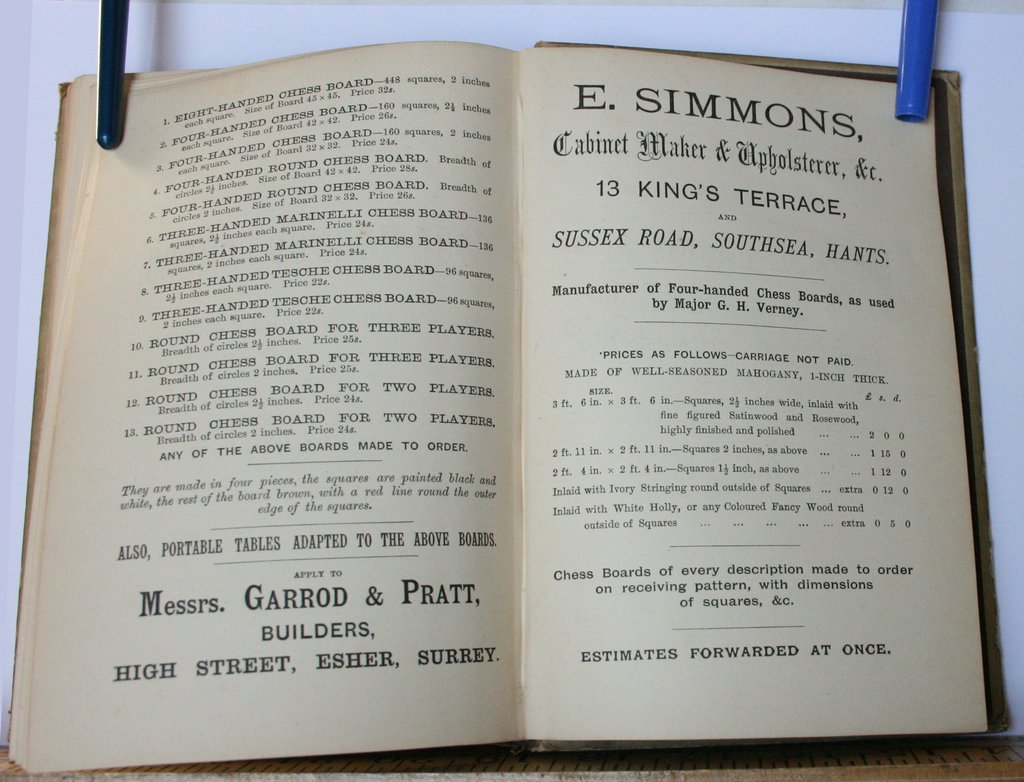 1. EIGHT-HANDED CHESS BOARD—448 squares, 2 inches
each square. Size of Board 45 × 45. Price 32s.
2. FOUR-HANDED CHESS BOARD—160 squares, 2½ inches
each square. Size of Board 42 × 42. Price 26s.
3. FOUR-HANDED CHESS BOARD—160 squares, 2 inches
each square. Size of Board 32 × 32. Price 24s.
4. FOUR-HANDED ROUND CHESS BOARD. Breadth of
circles 2½ inches. Size of Board 42 × 42. Price 28s.
5. FOUR-HANDED ROUND CHESS BOARD. Breadth of
circles 2 inches. Size of Board 32 × 32. Price 26s.
6. THREE-HANDED MARINELLI CHESS BOARD—136
squares, 2½ inches each square. Price 24s.
7. THREE-HANDED MARINELLI CHESS BOARD—136
squares, 2 inches each square. Price 24s.
8. THREE-HANDED TESCHE CHESS BOARD—96 squares,
2½ inches each square. Price 22s.
9. THREE-HANDED TESCHE CHESS BOARD—96 squares,
2 inches each square. Price 22s.
10. ROUND CHESS BOARD FOR THREE PLAYERS.
Breadth of circles 2½ inches. Price 25s.
11. ROUND CHESS BOARD FOR THREE PLAYERS.
Breadth of circles 2 inches. Price 25s.
12. ROUND CHESS BOARD FOR TWO PLAYERS.
Breadth of circles 2½ inches. Price 24s.
13. ROUND CHESS BOARD FOR TWO PLAYERS.
Breadth of circles 2 inches. Price 24s.
ANY OF THE ABOVE BOARDS MADE TO ORDER.
They are made in four pieces, the squares are painted black and
white, the rest of the board brown, with a red line round the outer
edge of the squares.
ALSO, PORTABLE TABLES ADAPTED TO THE ABOVE BOARDS.
APPLY TO
Messrs. GARROD & PRATT,
BUILDERS,
HIGH STREET, ESHER, SURREY.
E. SIMMONS,
Cabinet Maker & Upholsterer, &c.
13 KING'S TERRACE,
AND
SUSSEX ROAD, SOUTHSEA, HANTS.
Manufacturer of Four-handed Chess Boards, as used
by Major G. H. Verney.
'PRICES AS FOLLOWS—CARRIAGE NOT PAID.
MADE OF WELL-SEASONED MAHOGANY, 1-INCH THICK.
SIZE. £ s. d.
3 ft. 6 in. × 3 ft. 6 in.—Squares, 2½ inches wide, inlaid with
fine figured Satinwood and Rosewood,
highly finished and polished ... ... 2 0 0
2 ft. 11 in. × 2 ft. 11 in.—Squares 2 inches, as above ... ... 1 15 0
2 ft. 4 in. × 2 ft. 4 in.—Squares 1½ inch, as above ... ... 1 12 0
Inlaid with Ivory Stringing round outside of Squares ... extra 0 12 0
Inlaid with White Holly, or any Coloured Fancy Wood round
outside of Squares ... ... ... ... ... extra 0 5 0
Chess Boards of every description made to order
on receiving pattern, with dimensions
of squares, &c.
ESTIMATES FORWARDED AT ONCE.